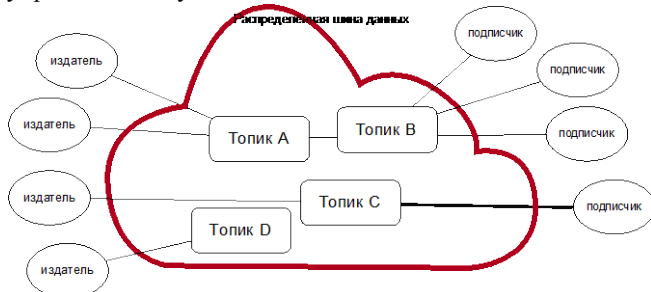 Распределенная шина данных
подписчик
издатель
подписчик
издатель
Топик A
Топик B
подписчик
издатель
Топик C
подписчик
Топик D
издатель